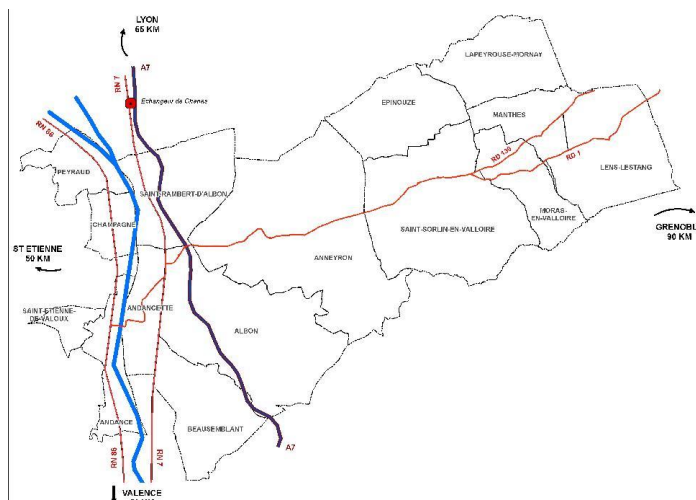 LYON
65 KM
A7
RN 7
Echangeur de Chanas
RN 86
LAPEYROUSE-MORNAY
EPINOUZE
MANTHES
PEYRAUD
SAINT-RAMBERT-D'ALBON
RD 139
RD 1
LENS-LESTANG
CHAMPAGNE
MORAS-
EN-VALLOIRE
SAINT-SORLIN-EN-VALLOIRE
GRENOBLE
90 KM
ST ETIENNE
50 KM
ANNEYRON
SAINT-ETIENNE-
DE-VALOUX
ANDANCETTE
ALBON
ANDANCE
BEAUSEMBLANT
A7
RN 86
RN 7
VALENCE